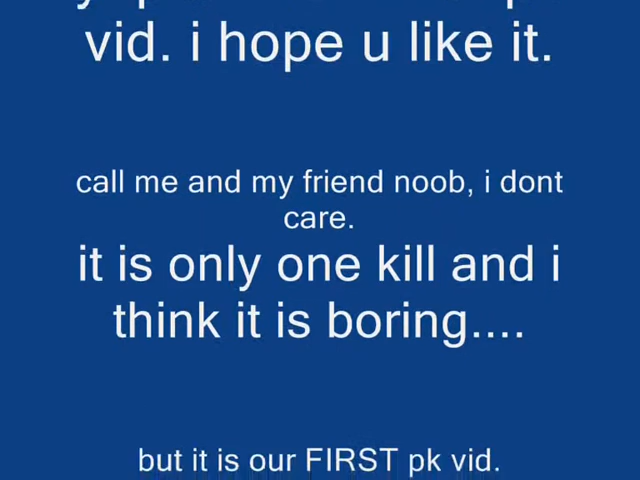 vid. i hope u like it.
call me and my friend noob, i dont
care.
it is only one kill and i
think it is boring....
but it is our FIRST pk vid.